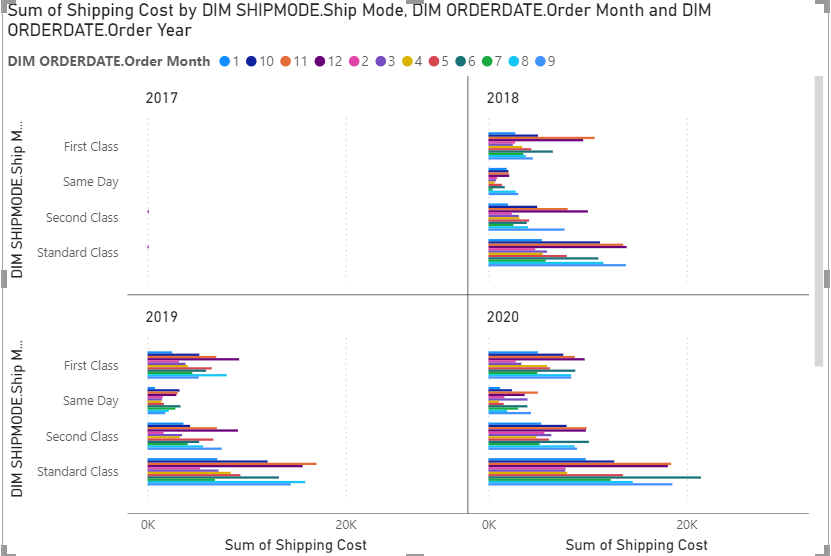 Sum of Shipping Cost by DIM SHIPMODE.Ship Mode, DIM ORDERDATE.Order Month and DIM
ORDERDATE.Order Year
DIM ORDERDATE.Order Month 1 10 11 12 2 3 4 5 6 7 8 9
2017 2018
DIM SHIPMODE.Ship M...
First Class
Same Day
Second Class
Standard Class
2019 2020
DIM SHIPMODE.Ship M...
First Class
Same Day
Second Class
Standard Class
0K 20K 0K 20K
Sum of Shipping Cost Sum of Shipping Cost